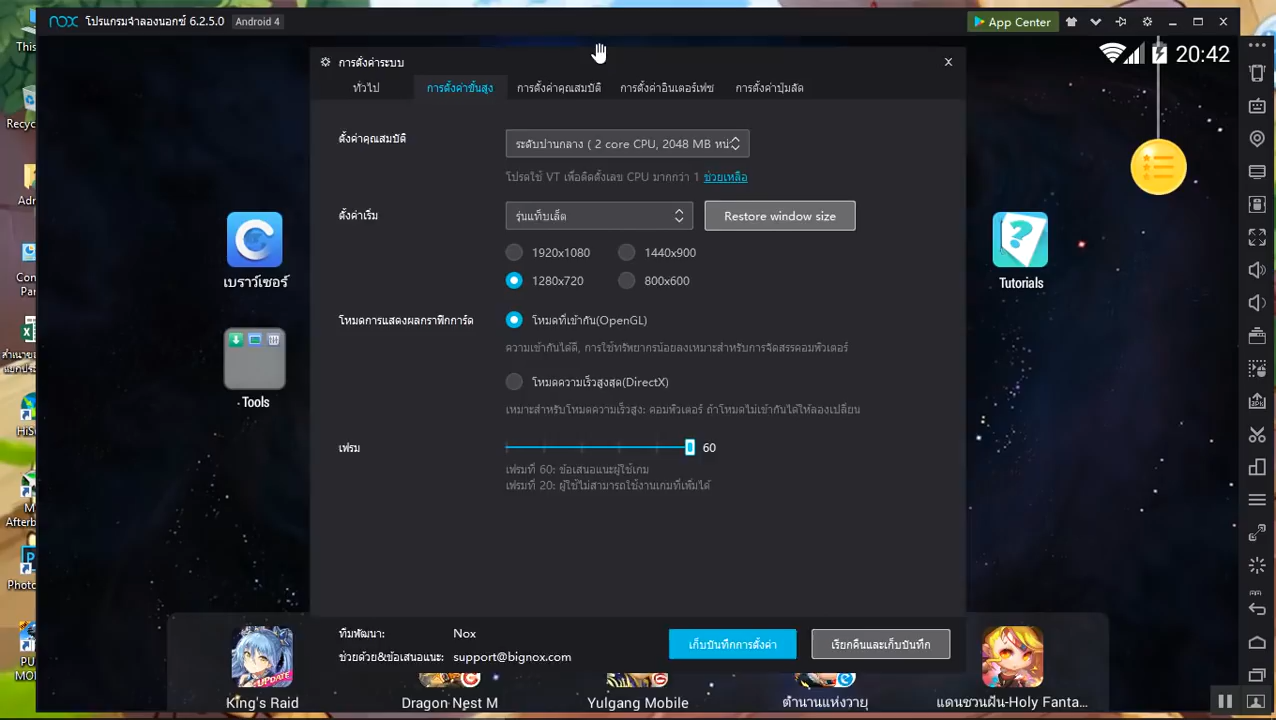 nox โปรแกรมจำลองนอกซ์ 6.2.5.0 Android 4 App Center
20:42
การตั้งค่าระบบ
ทั่วไป การตั้งค่าขั้นสูง การตั้งค่าคุณสมบัติ การตั้งค่าอินเตอร์เฟซ การตั้งค่าปุ่มลัด
ตั้งค่าคุณสมบัติ ระดับปานกลาง ( 2 core CPU, 2048 MB หน่
โปรดใช้ VT เพื่อติดตั้งเลข CPU มากกว่า 1 ช่วยเหลือ
ตั้งค่าเริ่ม รุ่นแท็บเล็ต Restore window size
1920x1080 1440x900
1280x720 800x600
โหมดการแสดงผลกราฟิกการ์ด โหมดที่เข้ากัน(OpenGL)
ความเข้ากันได้ดี, การใช้ทรัพยากรน้อยลงเหมาะสำหรับการจัดสรรคอมพิวเตอร์
โหมดความเร็วสูงสุด(DirectX)
เหมาะสำหรับโหมดความเร็วสูง: คอมพิวเตอร์ ถ้าโหมดไม่เข้ากันได้ให้ลองเปลี่ยน
เฟรม 60
เฟรมที่ 60: ข้อเสนอแนะผู้ใช้เกม
เฟรมที่ 20: ผู้ใช้ไม่สามารถใช้งานเกมที่เพิ่มได้
ทีมพัฒนา: Nox
ช่วยด้วย&ข้อเสนอแนะ: support@bignox.com
เก็บบันทึกการตั้งค่า เรียกคืนและเก็บบันทึก
เบราว์เซอร์
Tutorials
Tools
UPDATE
King's Raid Dragon Nest M Yulgang Mobile ตำนานแห่งวายุ แดนซวนฝัน-Holy Fanta...
This
Recyc
Adr
Con
Par
HiS
Afterb
Photo
PU
MO